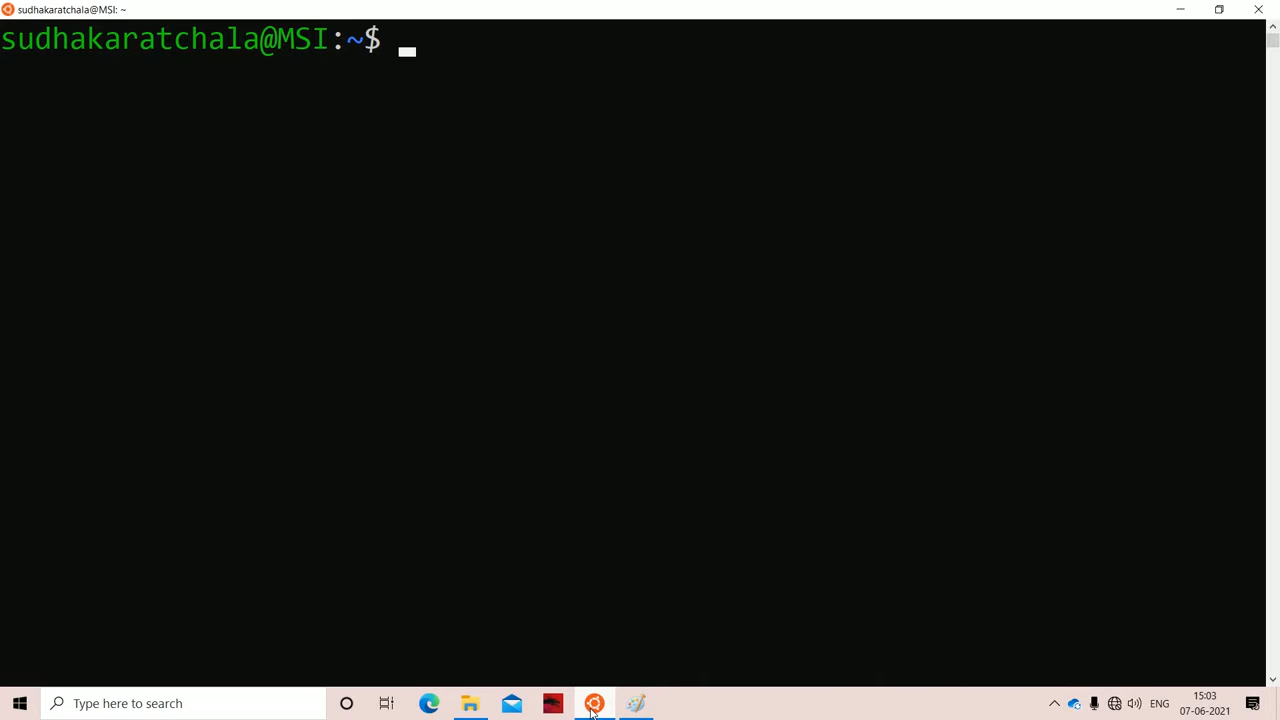 sudhakaratchala@MSI: ~
sudhakaratchala@MSI:~$
Type here to search
ENG
15:03
07-06-2021